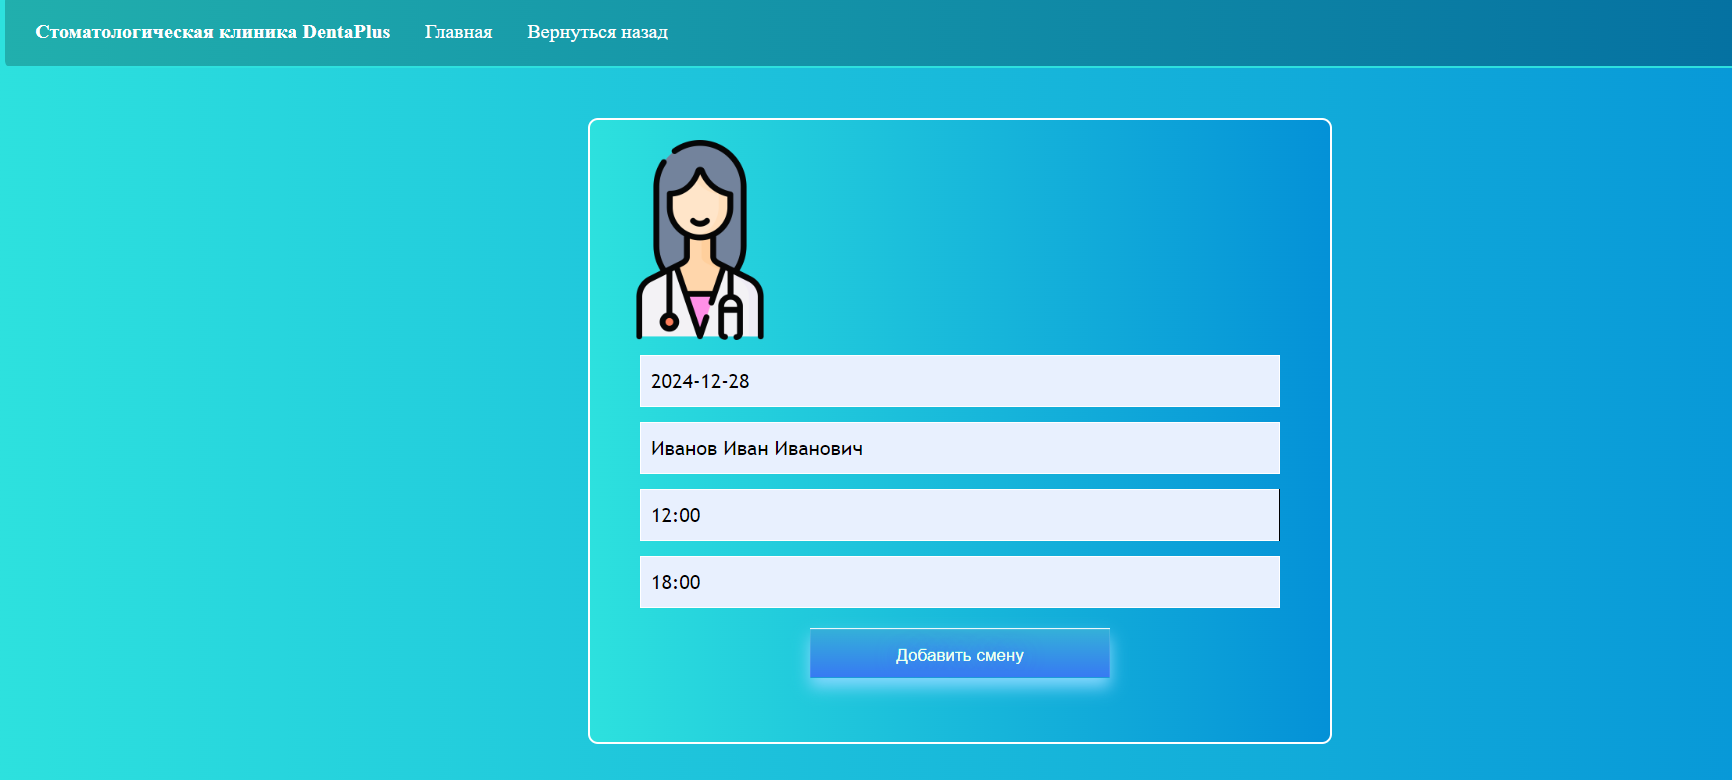 Стоматологическая клиника DentaPlus Главная Вернуться назад
2024-12-28
Иванов Иван Иванович
12:00
18:00
Добавить смену